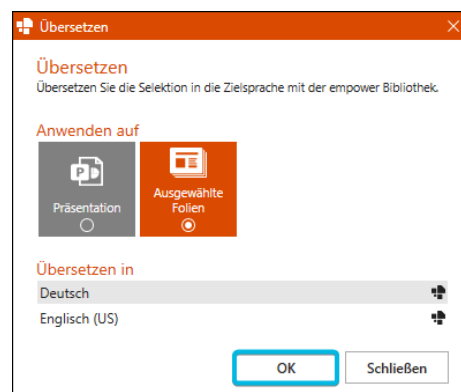 Übersetzen
Übersetzen
Übersetzen Sie die Selektion in die Zielsprache mit der empower Bibliothek.
Anwenden auf
Präsentation
Ausgewählte
Folien
Übersetzen in
Deutsch
Englisch (US)
OK
Schließen